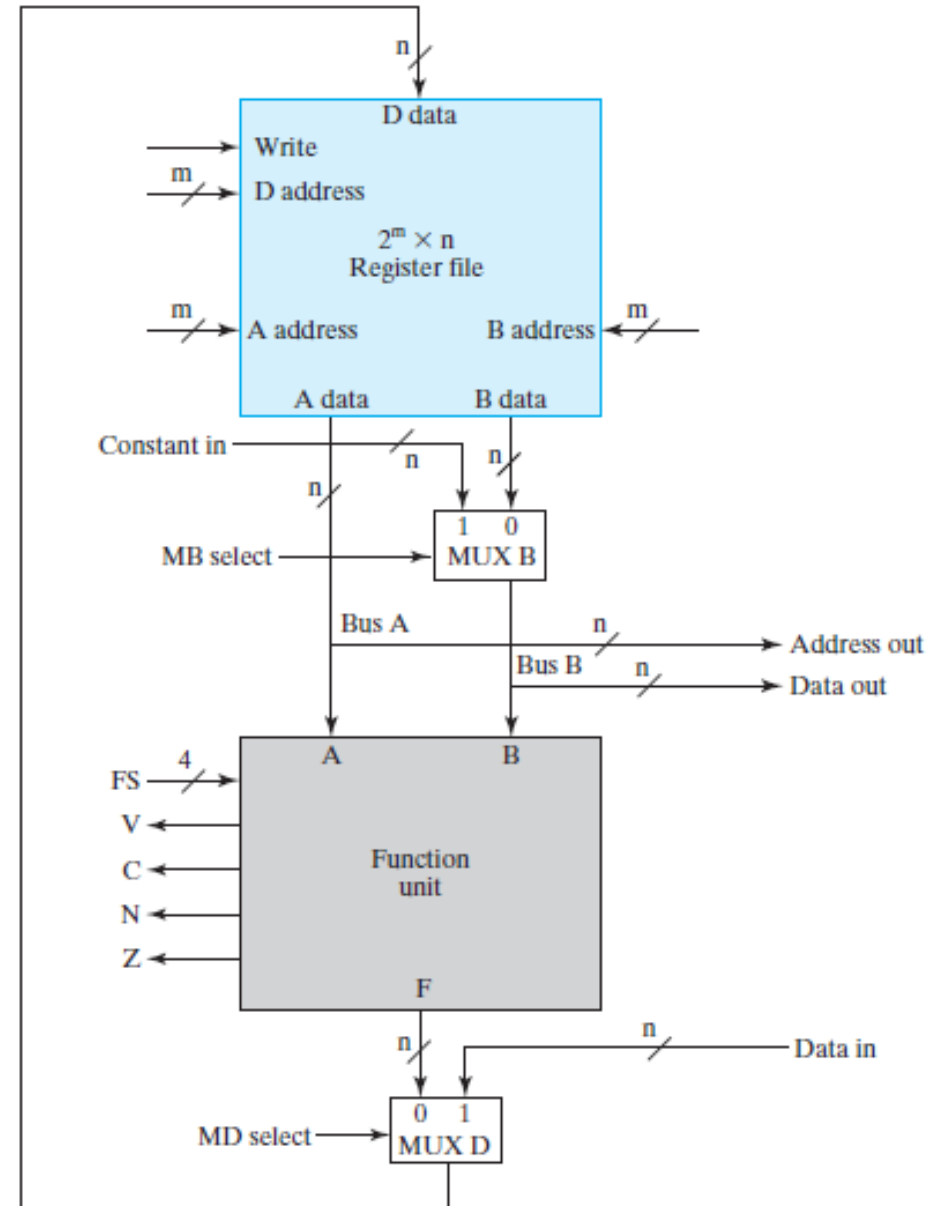 n
D data
Write
m
D address
2^m × n
Register file
m
A address
B address
m
A data
B data
Constant in
n
n
n
1 0
MB select
MUX B
Bus A
n
Address out
Bus B
n
Data out
A
B
FS
4
V
Function
unit
C
N
Z
F
n
n
Data in
0 1
MD select
MUX D